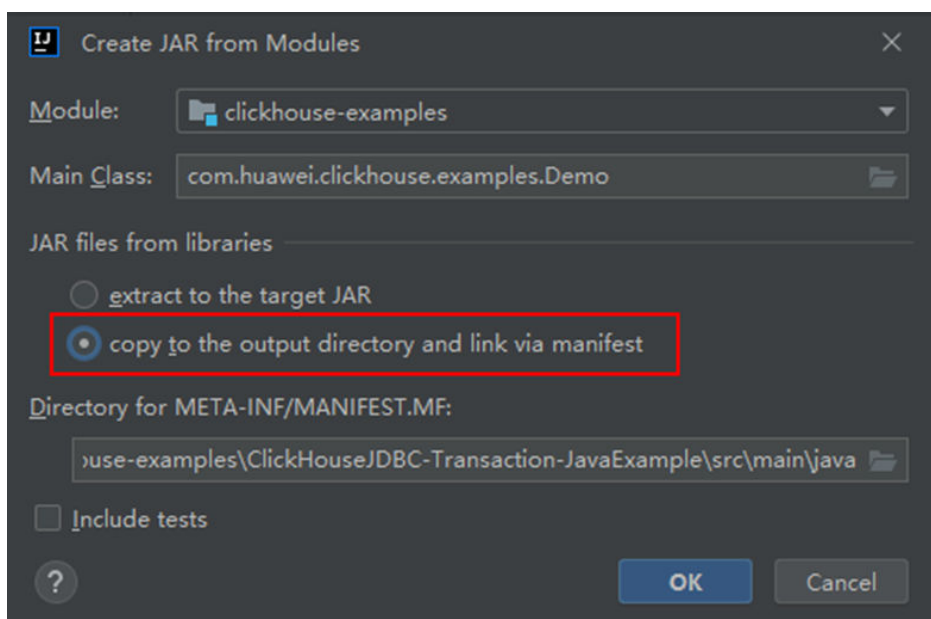 IJ Create JAR from Modules
Module: clickhouse-examples
Main Class: com.huawei.clickhouse.examples.Demo
JAR files from libraries
extract to the target JAR
copy to the output directory and link via manifest
Directory for META-INF/MANIFEST.MF:
use-examples\ClickHouseJDBC-Transaction-JavaExample\src\main\java
Include tests
? OK Cancel